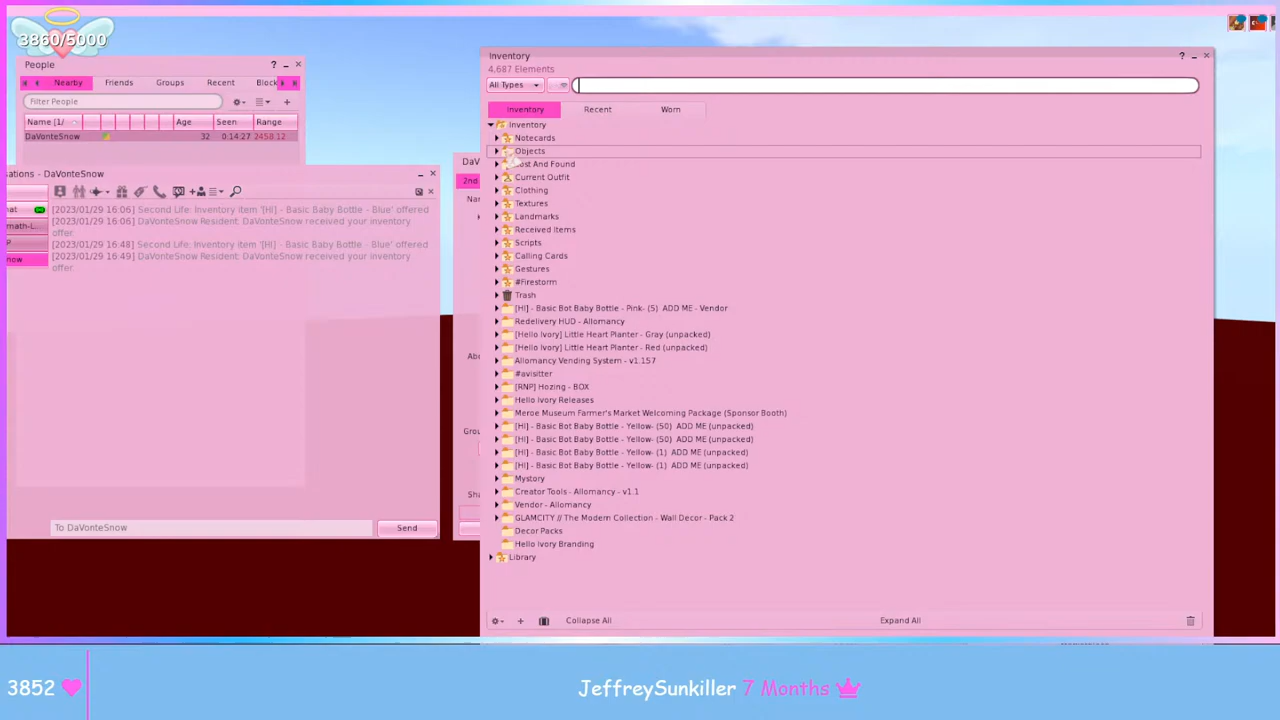 3860/5000
People
Nearby Friends Groups Recent Block
Filter People
Name [1/ Age Seen Range
DaVonteSnow 32 0:14:27 2458.12
sations - DaVonteSnow
[2023/01/29 16:06] Second Life: Inventory item '[HI] - Basic Baby Bottle - Blue' offered
[2023/01/29 16:06] DaVonteSnow Resident: DaVonteSnow received your inventory
offer.
[2023/01/29 16:48] Second Life: Inventory item '[HI] - Basic Baby Bottle - Blue' offered
[2023/01/29 16:49] DaVonteSnow Resident: DaVonteSnow received your inventory
offer.
To DaVonteSnow
Send
DaV
2nd
Nar
Abo
Grou
Sha
Inventory
4,687 Elements
All Types
Inventory Recent Worn
Inventory
Notecards
Objects
Lost And Found
Current Outfit
Clothing
Textures
Landmarks
Received Items
Scripts
Calling Cards
Gestures
#Firestorm
Trash
[HI] - Basic Bot Baby Bottle - Pink- (5) ADD ME - Vendor
Redelivery HUD - Allomancy
[Hello Ivory] Little Heart Planter - Gray (unpacked)
[Hello Ivory] Little Heart Planter - Red (unpacked)
Allomancy Vending System - v1.157
#avisitter
[RNP] Hozing - BOX
Hello Ivory Releases
Meroe Museum Farmer's Market Welcoming Package (Sponsor Booth)
[HI] - Basic Bot Baby Bottle - Yellow- (50) ADD ME (unpacked)
[HI] - Basic Bot Baby Bottle - Yellow- (50) ADD ME (unpacked)
[HI] - Basic Bot Baby Bottle - Yellow- (1) ADD ME (unpacked)
[HI] - Basic Bot Baby Bottle - Yellow- (1) ADD ME (unpacked)
Mystory
Creator Tools - Allomancy - v1.1
Vendor - Allomancy
GLAMCITY // The Modern Collection - Wall Decor - Pack 2
Decor Packs
Hello Ivory Branding
Library
Collapse All Expand All
3852
JeffreySunkiller 7 Months